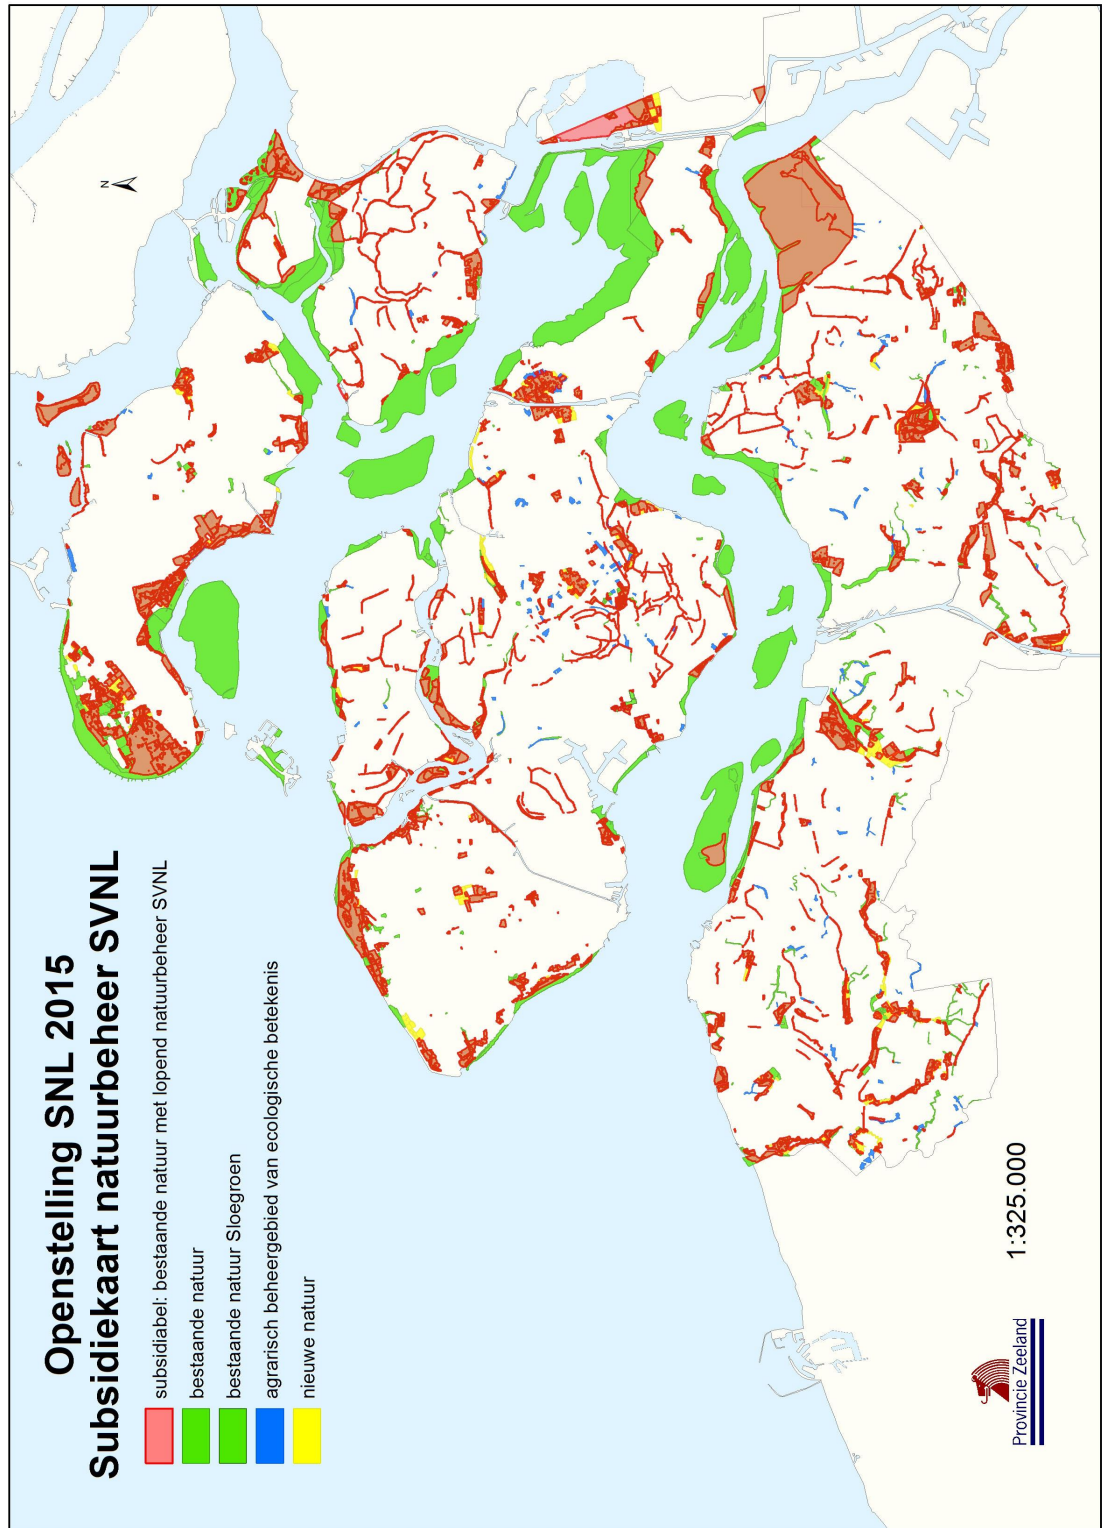 Openstelling SNL 2015
Subsidiekaart natuurbeheer SVNL
subsidiabel: bestaande natuur met lopend natuurbeheer SVNL
bestaande natuur
bestaande natuur Sloegroen
agrarisch beheergebied van ecologische betekenis
nieuwe natuur
N
Provincie Zeeland
1:325.000